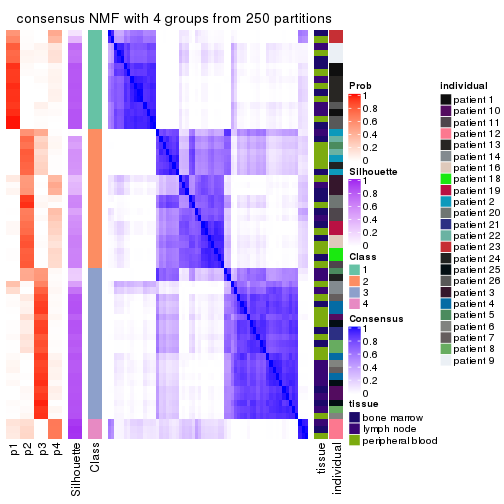 consensus NMF with 4 groups from 250 partitions
Prob
1
0.8
0.6
0.4
0.2
0
Silhouette
1
0.8
0.6
0.4
0.2
0
Class
1
2
3
4
Consensus
1
0.8
0.6
0.4
0.2
0
tissue
bone marrow
lymph node
peripheral blood
individual
patient 1
patient 10
patient 11
patient 12
patient 13
patient 14
patient 16
patient 18
patient 19
patient 2
patient 20
patient 21
patient 22
patient 23
patient 24
patient 25
patient 26
patient 3
patient 4
patient 5
patient 6
patient 7
patient 8
patient 9
p1
p2
p3
p4
Silhouette
Class
tissue
individual